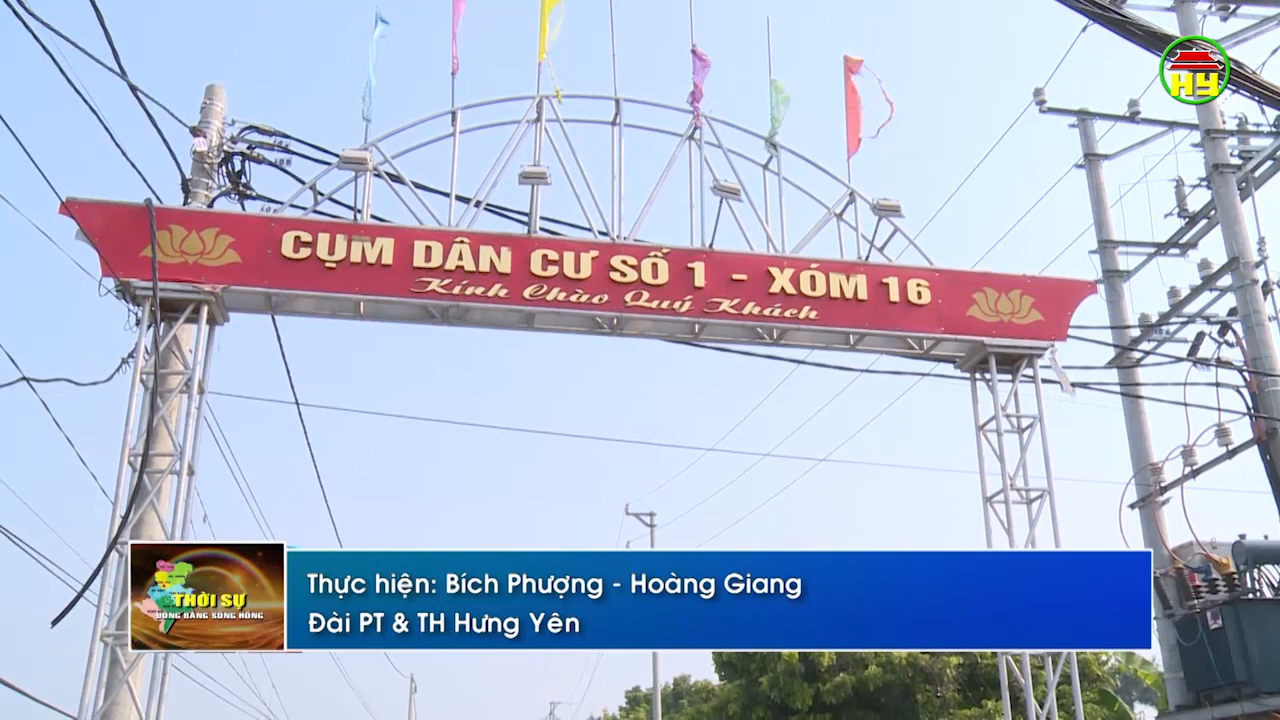 HY
CỤM DÂN CƯ SỐ 1 - XÓM 16
Kính Chào Quý Khách
Thực hiện: Bích Phượng - Hoàng Giang
Đài PT & TH Hưng Yên
THỜI SỰ
ĐỒNG BẰNG SÔNG HỒNG